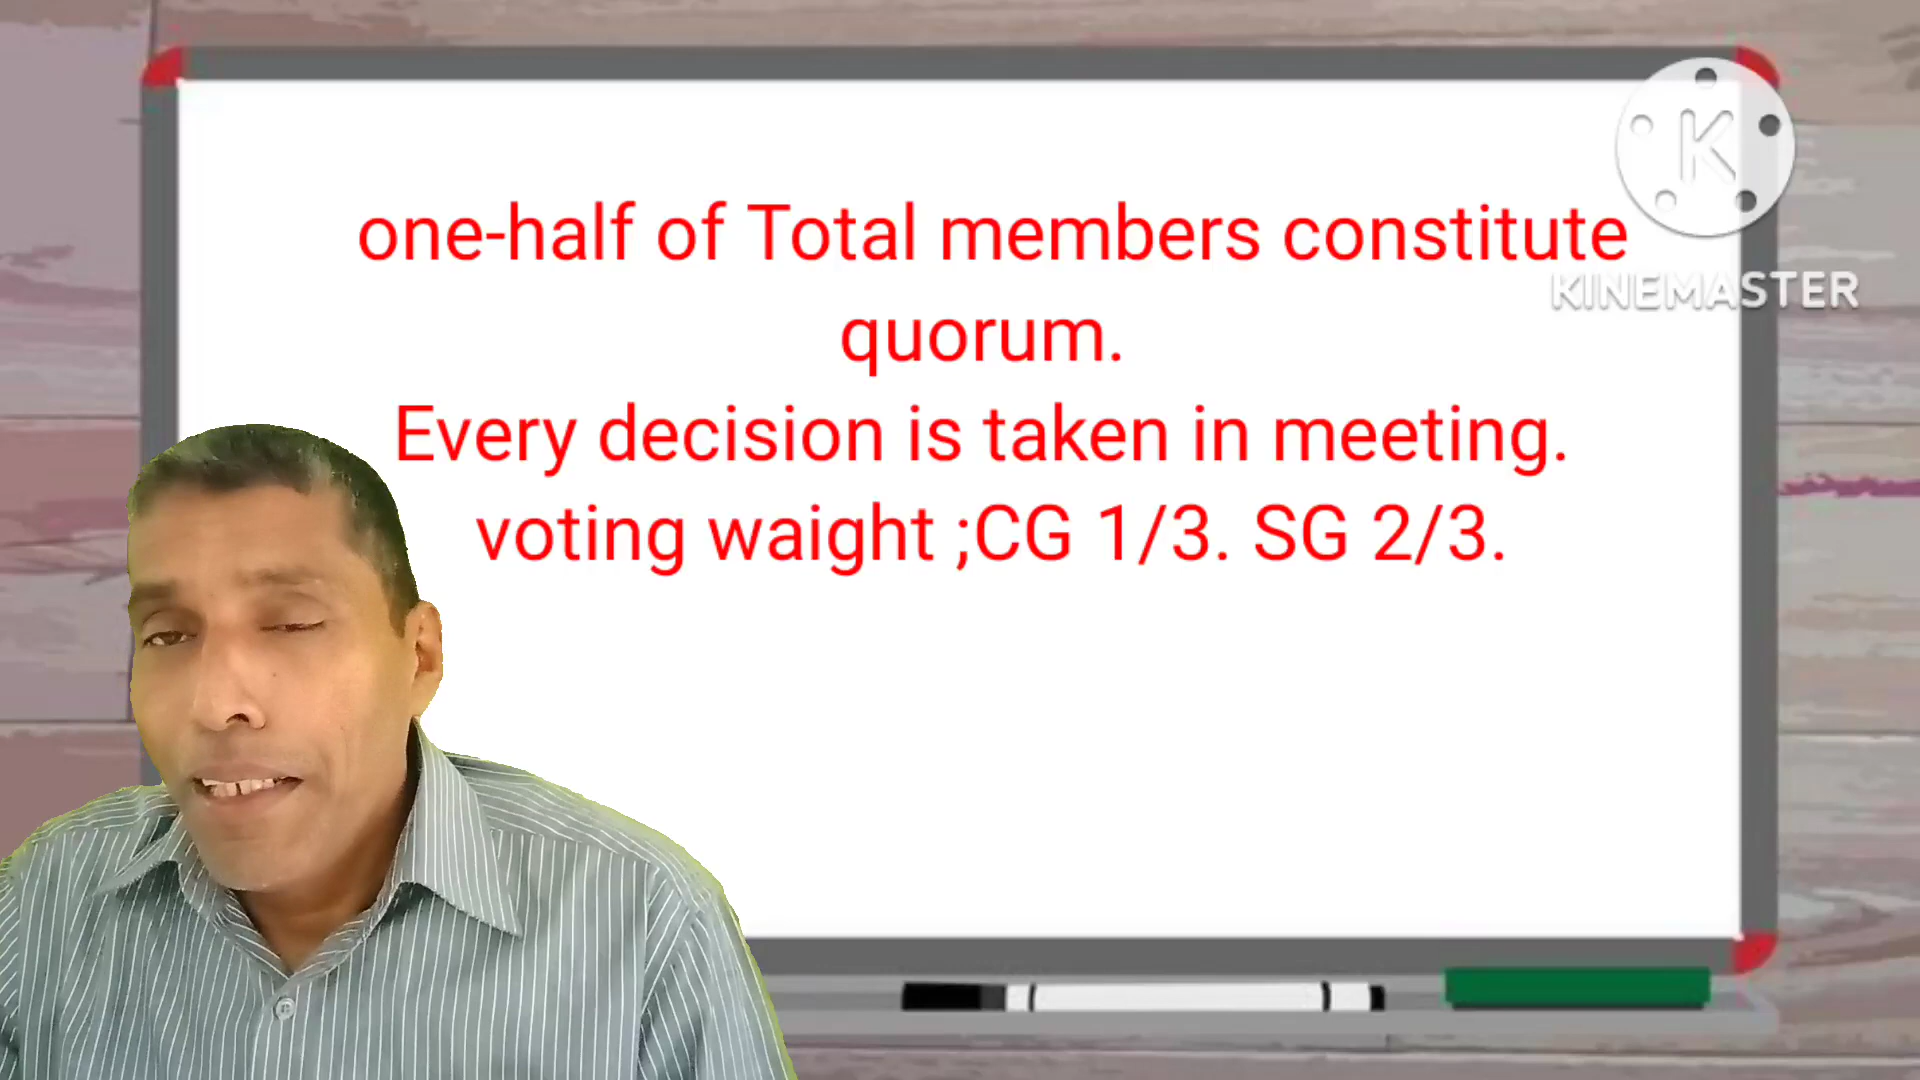 one-half of Total members constitute
quorum.
Every decision is taken in meeting.
voting waight ;CG 1/3. SG 2/3.
K
KINEMASTER